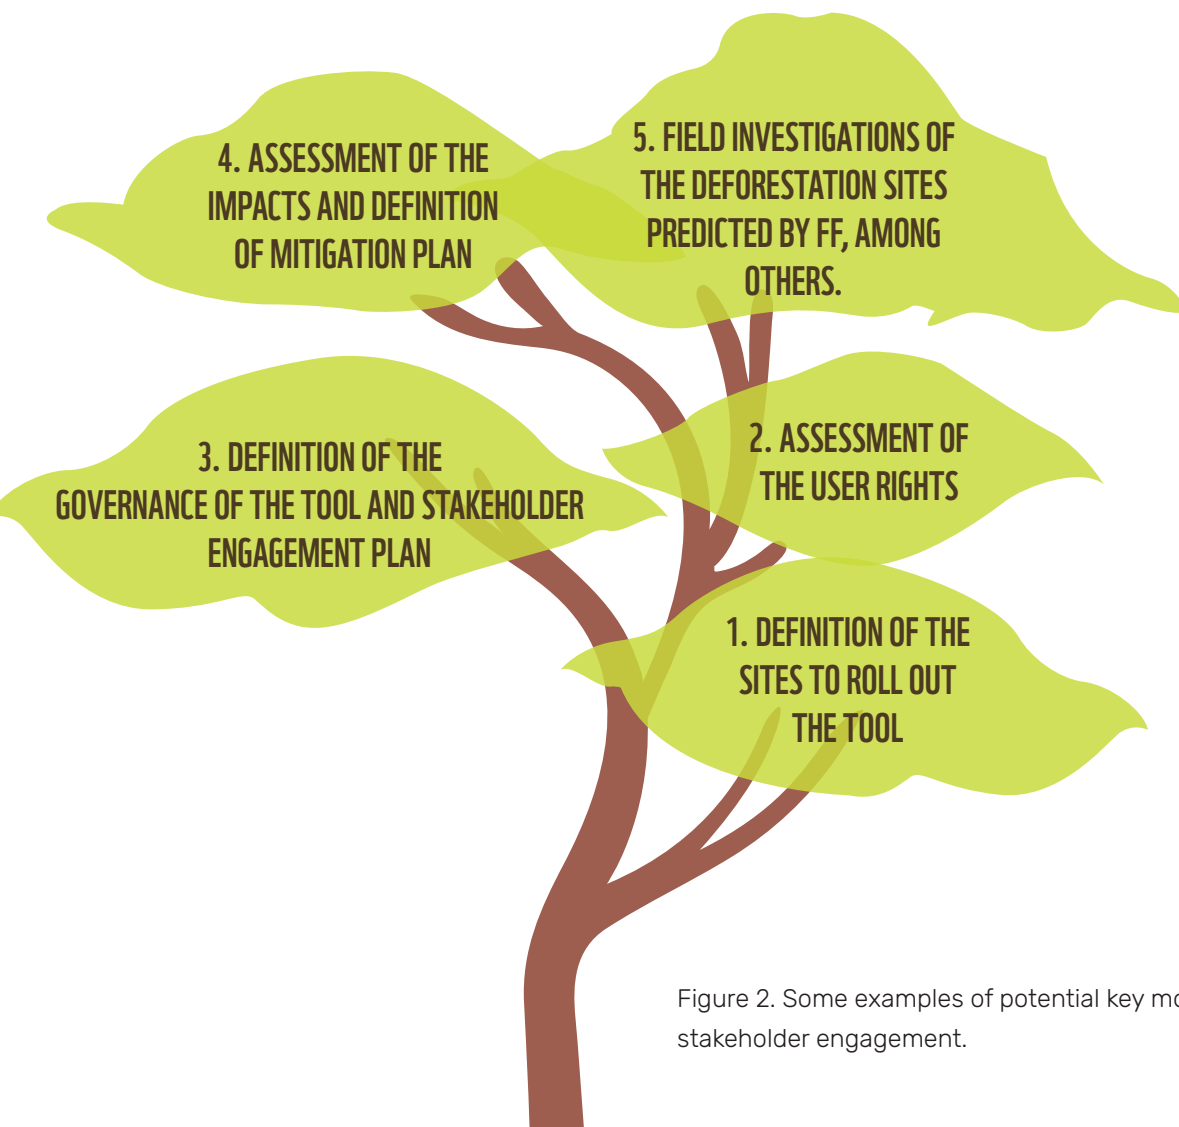 4. ASSESSMENT OF THE
IMPACTS AND DEFINITION
OF MITIGATION PLAN
5. FIELD INVESTIGATIONS OF
THE DEFORESTATION SITES
PREDICTED BY FF, AMONG
OTHERS.
3. DEFINITION OF THE
GOVERNANCE OF THE TOOL AND STAKEHOLDER
ENGAGEMENT PLAN
2. ASSESSMENT OF
THE USER RIGHTS
1. DEFINITION OF THE
SITES TO ROLL OUT
THE TOOL
Figure 2. Some examples of potential key
stakeholder engagement.